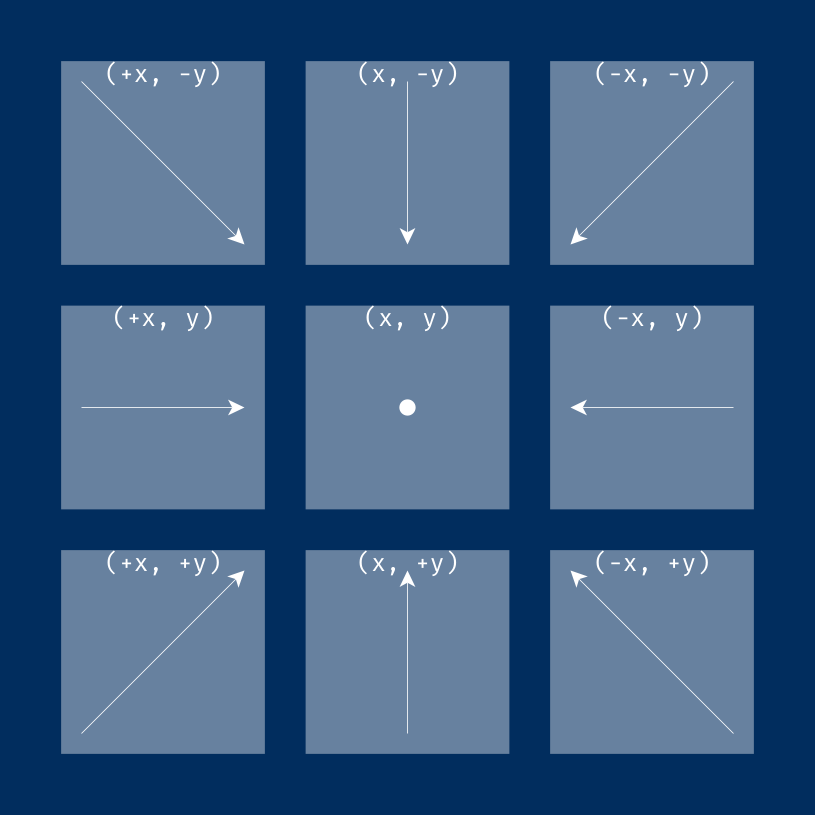 (+x, -y)
(x, -y)
(-x, -y)
(+x, y)
(x, y)
(-x, y)
(+x, +y)
(x, +y)
(-x, +y)